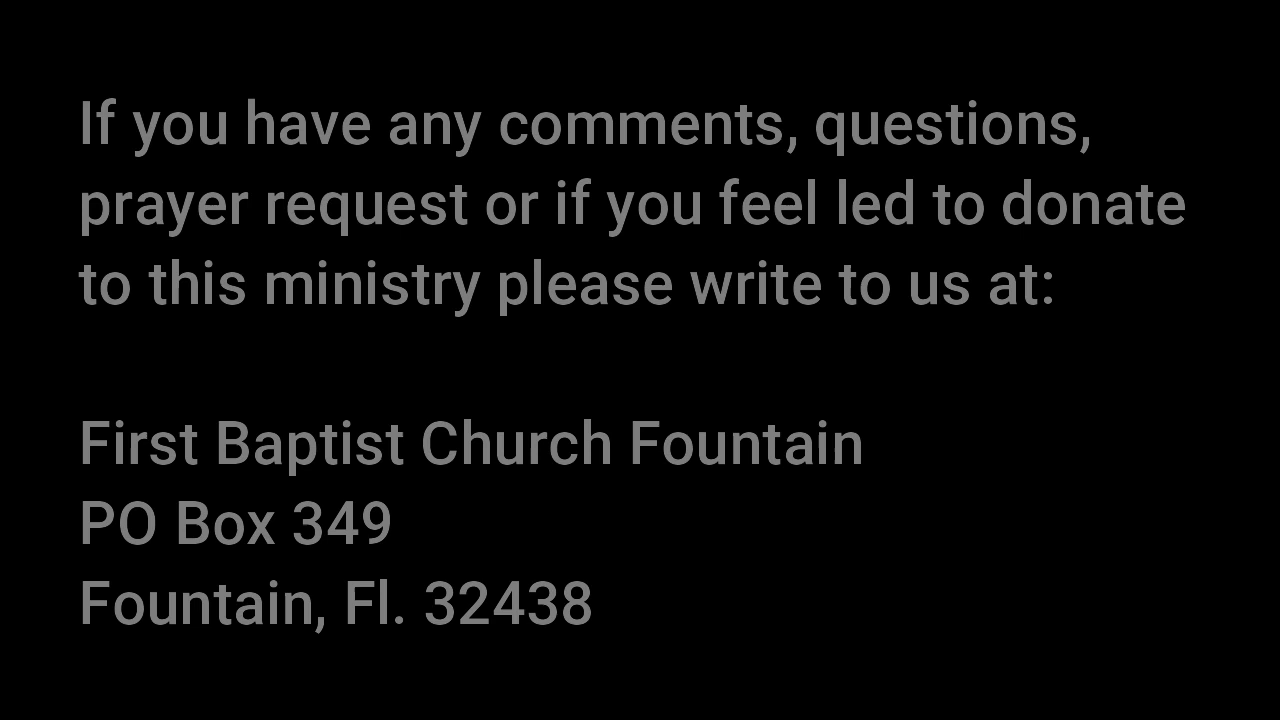 If you have any comments, questions,
prayer request or if you feel led to donate
to this ministry please write to us at:
First Baptist Church Fountain
PO Box 349
Fountain, Fl. 32438